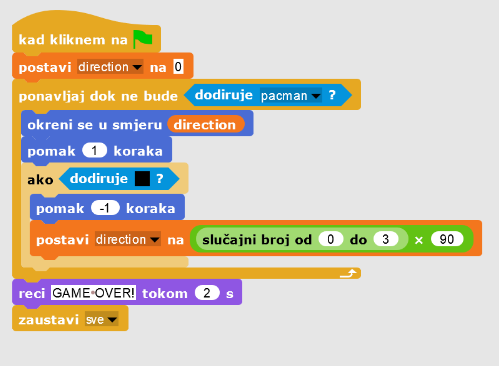 kad kliknem na
postavi direction na 0
ponavljaj dok ne bude dodiruje pacman ?
okreni se u smjeru direction
pomak 1 koraka
ako dodiruje ?
pomak -1 koraka
postavi direction na slučajni broj od 0 do 3 × 90
reci GAME•OVER! tokom 2 s
zaustavi sve